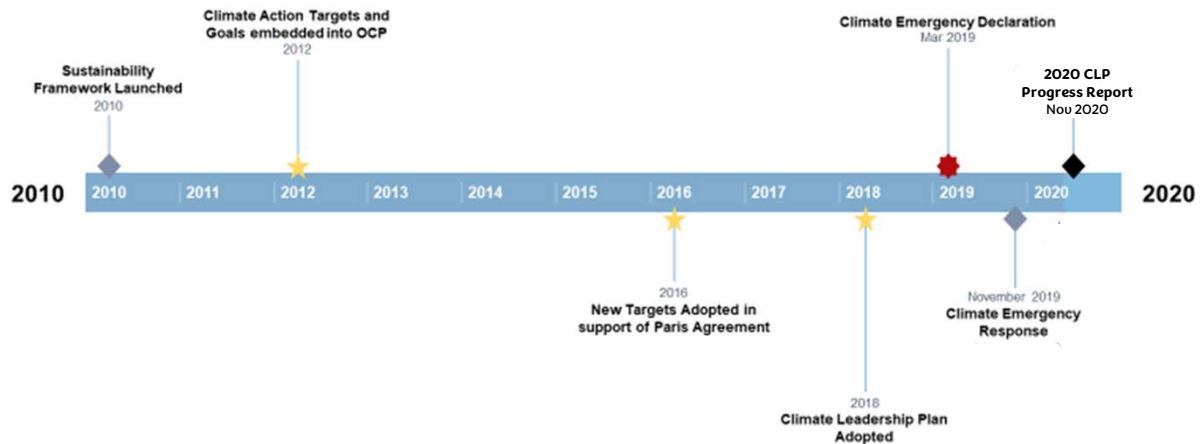 Climate Action Targets and
Goals embedded into OCP
2012
Climate Emergency Declaration
Mar 2019
Sustainability
Framework Launched
2010
2020 CLP
Progress Report
Nov 2020
2010 2010 2011 2012 2013 2014 2015 2016 2017 2018 2019 2020 2020
2016
New Targets Adopted in
support of Paris Agreement
November 2019
Climate Emergency
Response
2018
Climate Leadership Plan
Adopted